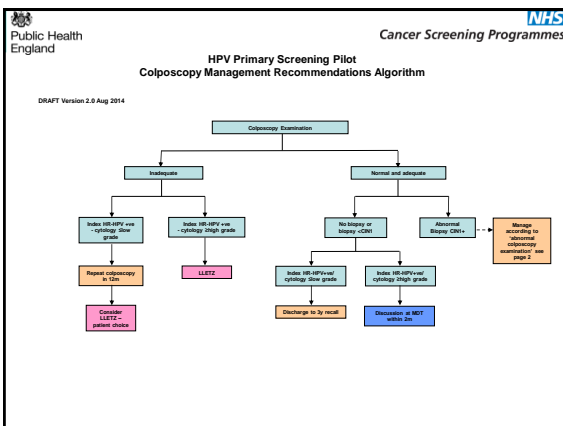 Public Health
England
NHS
Cancer Screening Programmes
HPV Primary Screening Pilot
Colposcopy Management Recommendations Algorithm
DRAFT Version 2.0 Aug 2014
Colposcopy Examination
Inadequate
Normal and adequate
Index HR-HPV +ve
- cytology ≤low
grade
Index HR-HPV +ve
- cytology ≥high grade
No biopsy or
biopsy <CIN1
Abnormal
Biopsy CIN1+
Manage
according to
'abnormal
colposcopy
examination' see
page 2
Repeat colposcopy
in 12m
LLETZ
Index HR-HPV+ve/
cytology ≤low grade
Index HR-HPV+ve/
cytology ≥high grade
Consider
LLETZ –
patient choice
Discharge to 3y recall
Discussion at MDT
within 2m